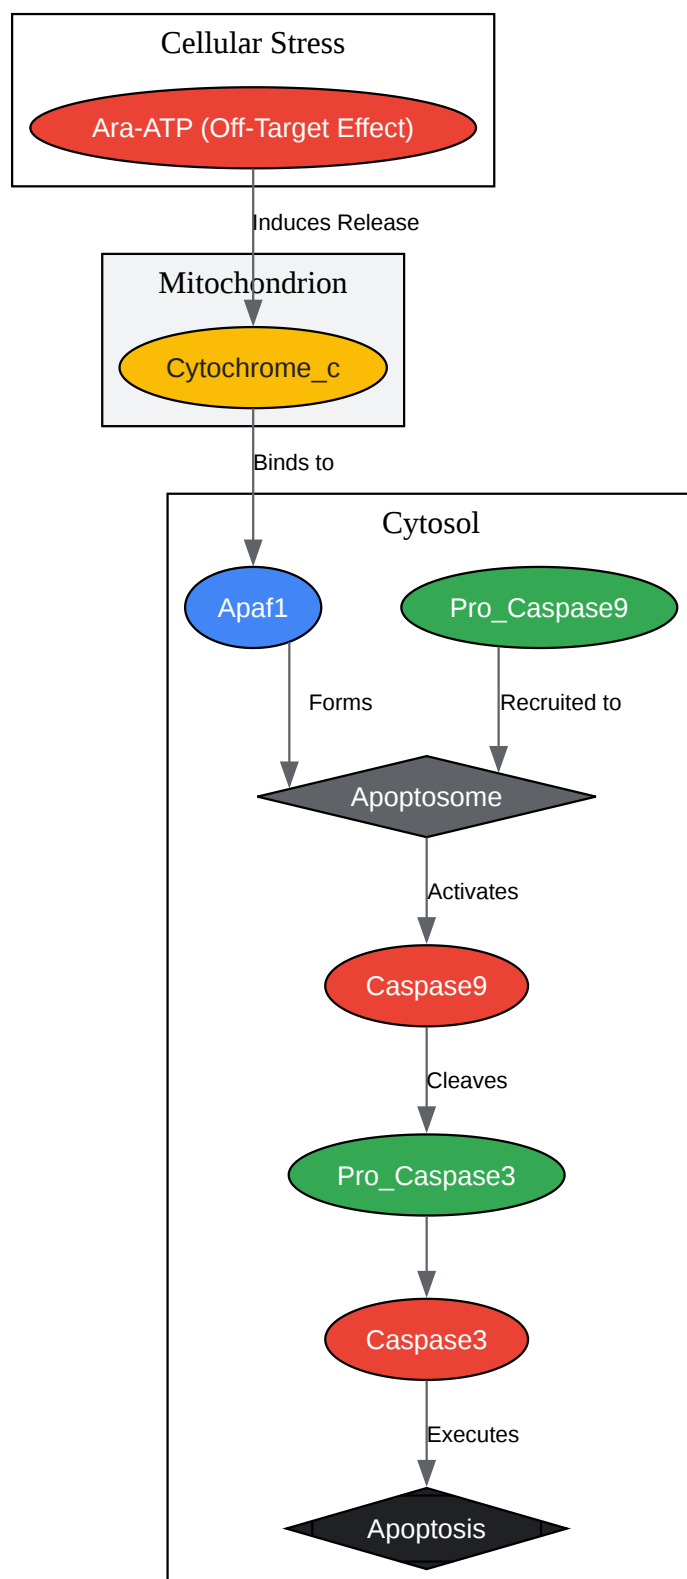 Cellular Stress
Ara-ATP (Off-Target Effect)
Induces Release
Mitochondrion
Cytochrome_c
Binds to
Cytosol
Apaf1
Pro_Caspase9
Forms
Recruited to
Apoptosome
Activates
Caspase9
Cleaves
Pro_Caspase3
Caspase3
Executes
Apoptosis